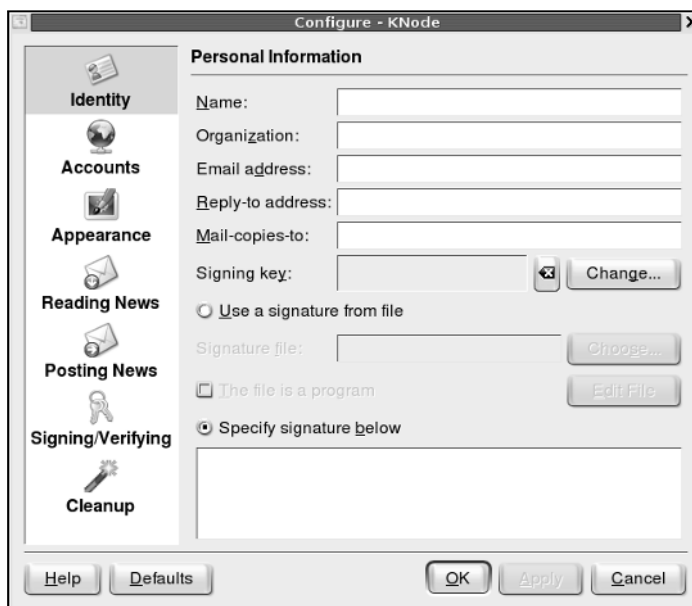 Configure - KNode
Identity
Accounts
Appearance
Reading News
Posting News
Signing/Verifying
Cleanup
Personal Information
Name:
Organization:
Email address:
Reply-to address:
Mail-copies-to:
Signing key:
Change...
Use a signature from file
Signature file:
Choose...
The file is a program
Edit File
Specify signature below
Help
Defaults
OK
Apply
Cancel